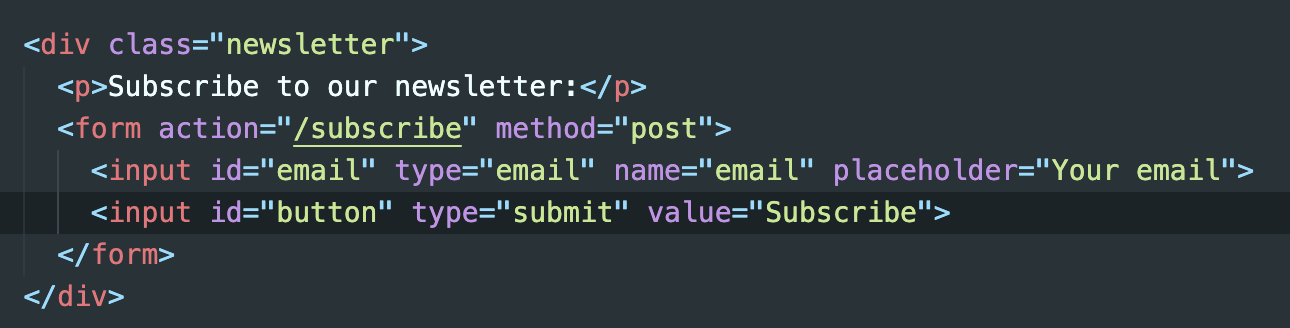 <div class="newsletter">
  <p>Subscribe to our newsletter:</p>
  <form action="/subscribe" method="post">
    <input id="email" type="email" name="email" placeholder="Your email">
    <input id="button" type="submit" value="Subscribe">
  </form>
</div>